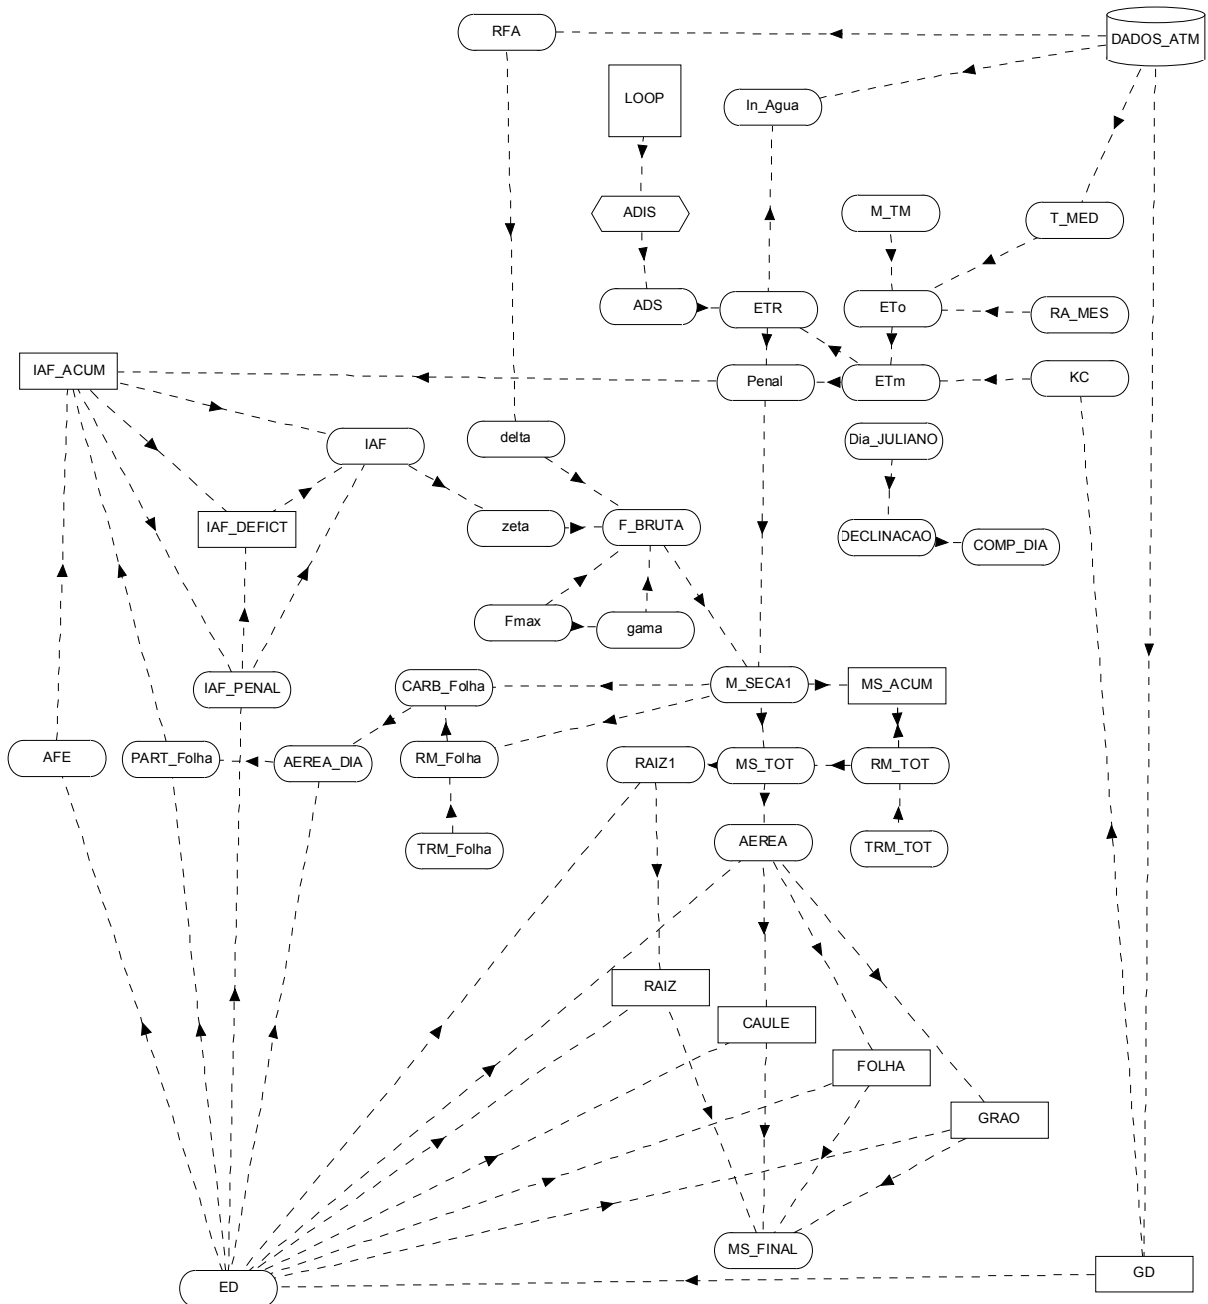 RFA
DADOS_ATM
LOOP
In_Agua
ADIS
M_TM
T_MED
ADS
ETR
ETo
RA_MES
IAF_ACUM
Penal
ETm
KC
IAF
delta
Dia_JULIANO
IAF_DEFICT
zeta
F_BRUTA
DECLINACAO
COMP_DIA
Fmax
gama
IAF_PENAL
CARB_Folha
M_SECA1
MS_ACUM
AFE
PART_Folha
AEREA_DIA
RM_Folha
RAIZ1
MS_TOT
RM_TOT
TRM_Folha
AEREA
TRM_TOT
RAIZ
CAULE
FOLHA
GRAO
MS_FINAL
ED
GD